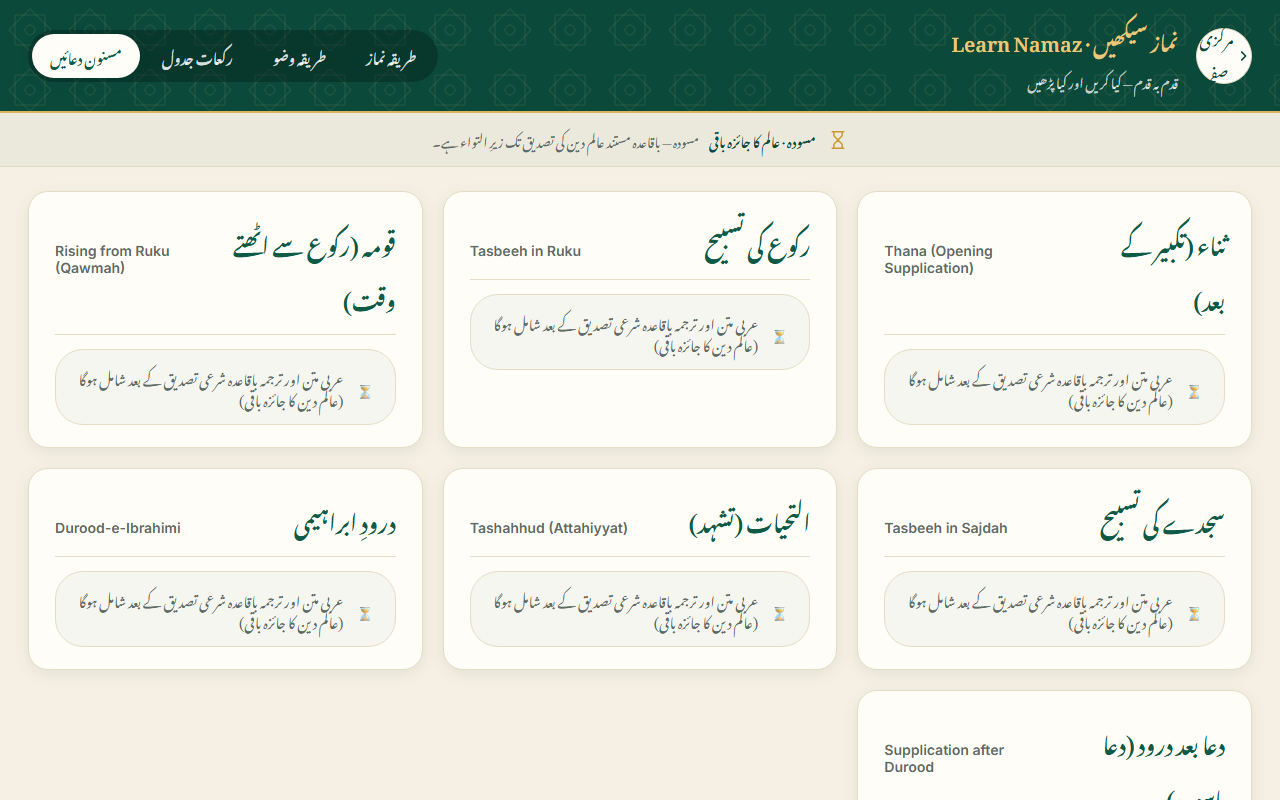 مرکزی
صفـ
نماز سیکھیں · Learn Namaz
قدم بہ قدم — کیا کریں اور کیا پڑھیں
طریقہ نماز
طریقہ وضو
رکعات جدول
مسنون دعائیں
مسودہ · عالم کا جائزہ باقی مسودہ — باقاعدہ مستند عالم دین کی تصدیق تک زیرِ التواء ہے۔
ثناء (تکبیر کے
بعد)
Thana (Opening
Supplication)
عربی متن اور ترجمہ باقاعدہ شرعی تصدیق کے بعد شامل ہوگا
(عالم دین کا جائزہ باقی)
رکوع کی تسبیح
Tasbeeh in Ruku
عربی متن اور ترجمہ باقاعدہ شرعی تصدیق کے بعد شامل ہوگا
(عالم دین کا جائزہ باقی)
قومہ (رکوع سے اٹھتے
وقت)
Rising from Ruku
(Qawmah)
عربی متن اور ترجمہ باقاعدہ شرعی تصدیق کے بعد شامل ہوگا
(عالم دین کا جائزہ باقی)
سجدے کی تسبیح
Tasbeeh in Sajdah
عربی متن اور ترجمہ باقاعدہ شرعی تصدیق کے بعد شامل ہوگا
(عالم دین کا جائزہ باقی)
التحیات (تشہد)
Tashahhud (Attahiyyat)
عربی متن اور ترجمہ باقاعدہ شرعی تصدیق کے بعد شامل ہوگا
(عالم دین کا جائزہ باقی)
درودِ ابراہیمی
Durood-e-Ibrahimi
عربی متن اور ترجمہ باقاعدہ شرعی تصدیق کے بعد شامل ہوگا
(عالم دین کا جائزہ باقی)
دعا بعد درود (دعا
Supplication after
Durood